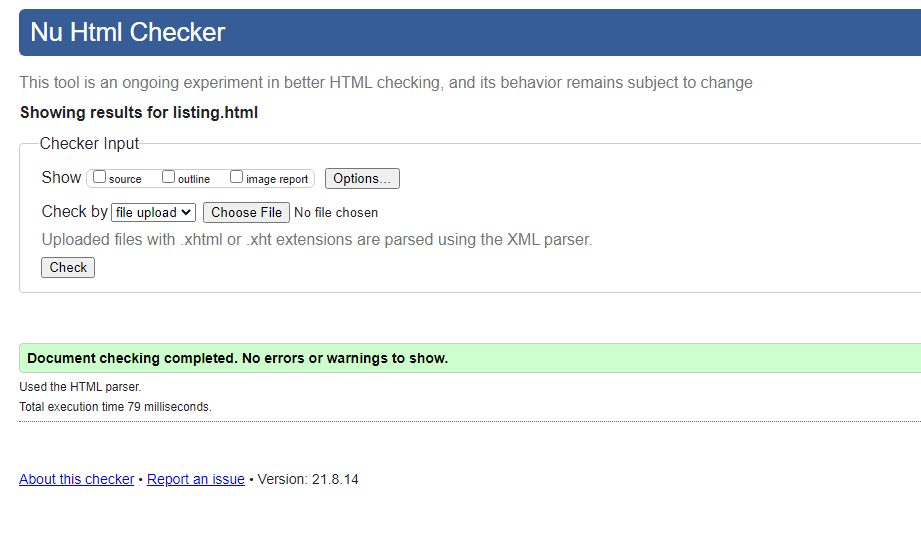 Nu Html Checker
This tool is an ongoing experiment in better HTML checking, and its behavior remains subject to change
Showing results for listing.html
Checker Input
Show source outline image report Options...
Check by file upload Choose File No file chosen
Uploaded files with .xhtml or .xht extensions are parsed using the XML parser.
Check
Document checking completed. No errors or warnings to show.
Used the HTML parser.
Total execution time 79 milliseconds.
About this checker • Report an issue • Version: 21.8.14